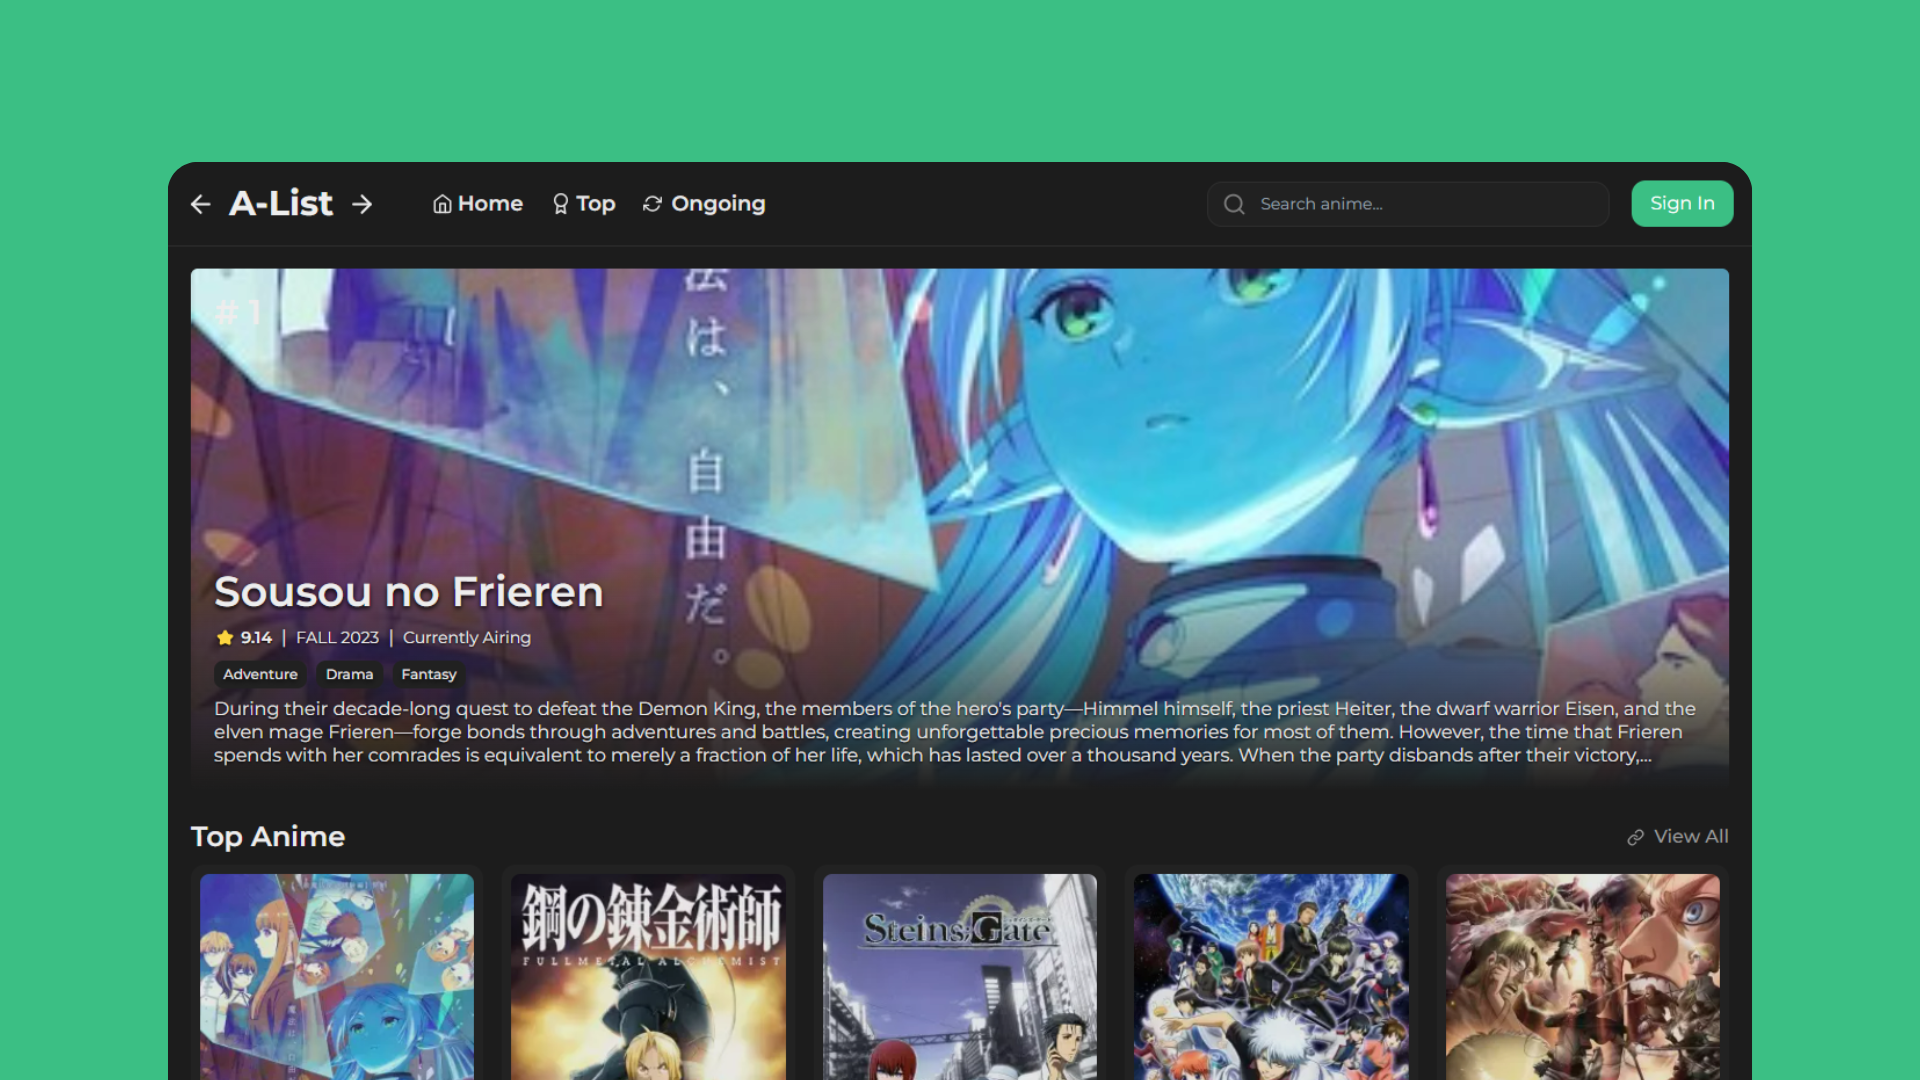 A-List
Home
Top
Ongoing
Search anime...
Sign In
#1
法は、自由だ。
Sousou no Frieren
9.14 | FALL 2023 | Currently Airing
Adventure
Drama
Fantasy
During their decade-long quest to defeat the Demon King, the members of the hero's party—Himmel himself, the priest Heiter, the dwarf warrior Eisen, and the
elven mage Frieren—forge bonds through adventures and battles, creating unforgettable precious memories for most of them. However, the time that Frieren
spends with her comrades is equivalent to merely a fraction of her life, which has lasted over a thousand years. When the party disbands after their victory,...
Top Anime
View All
鋼の錬金術師
FULLMETAL ALCHEMIST
Steins;Gate